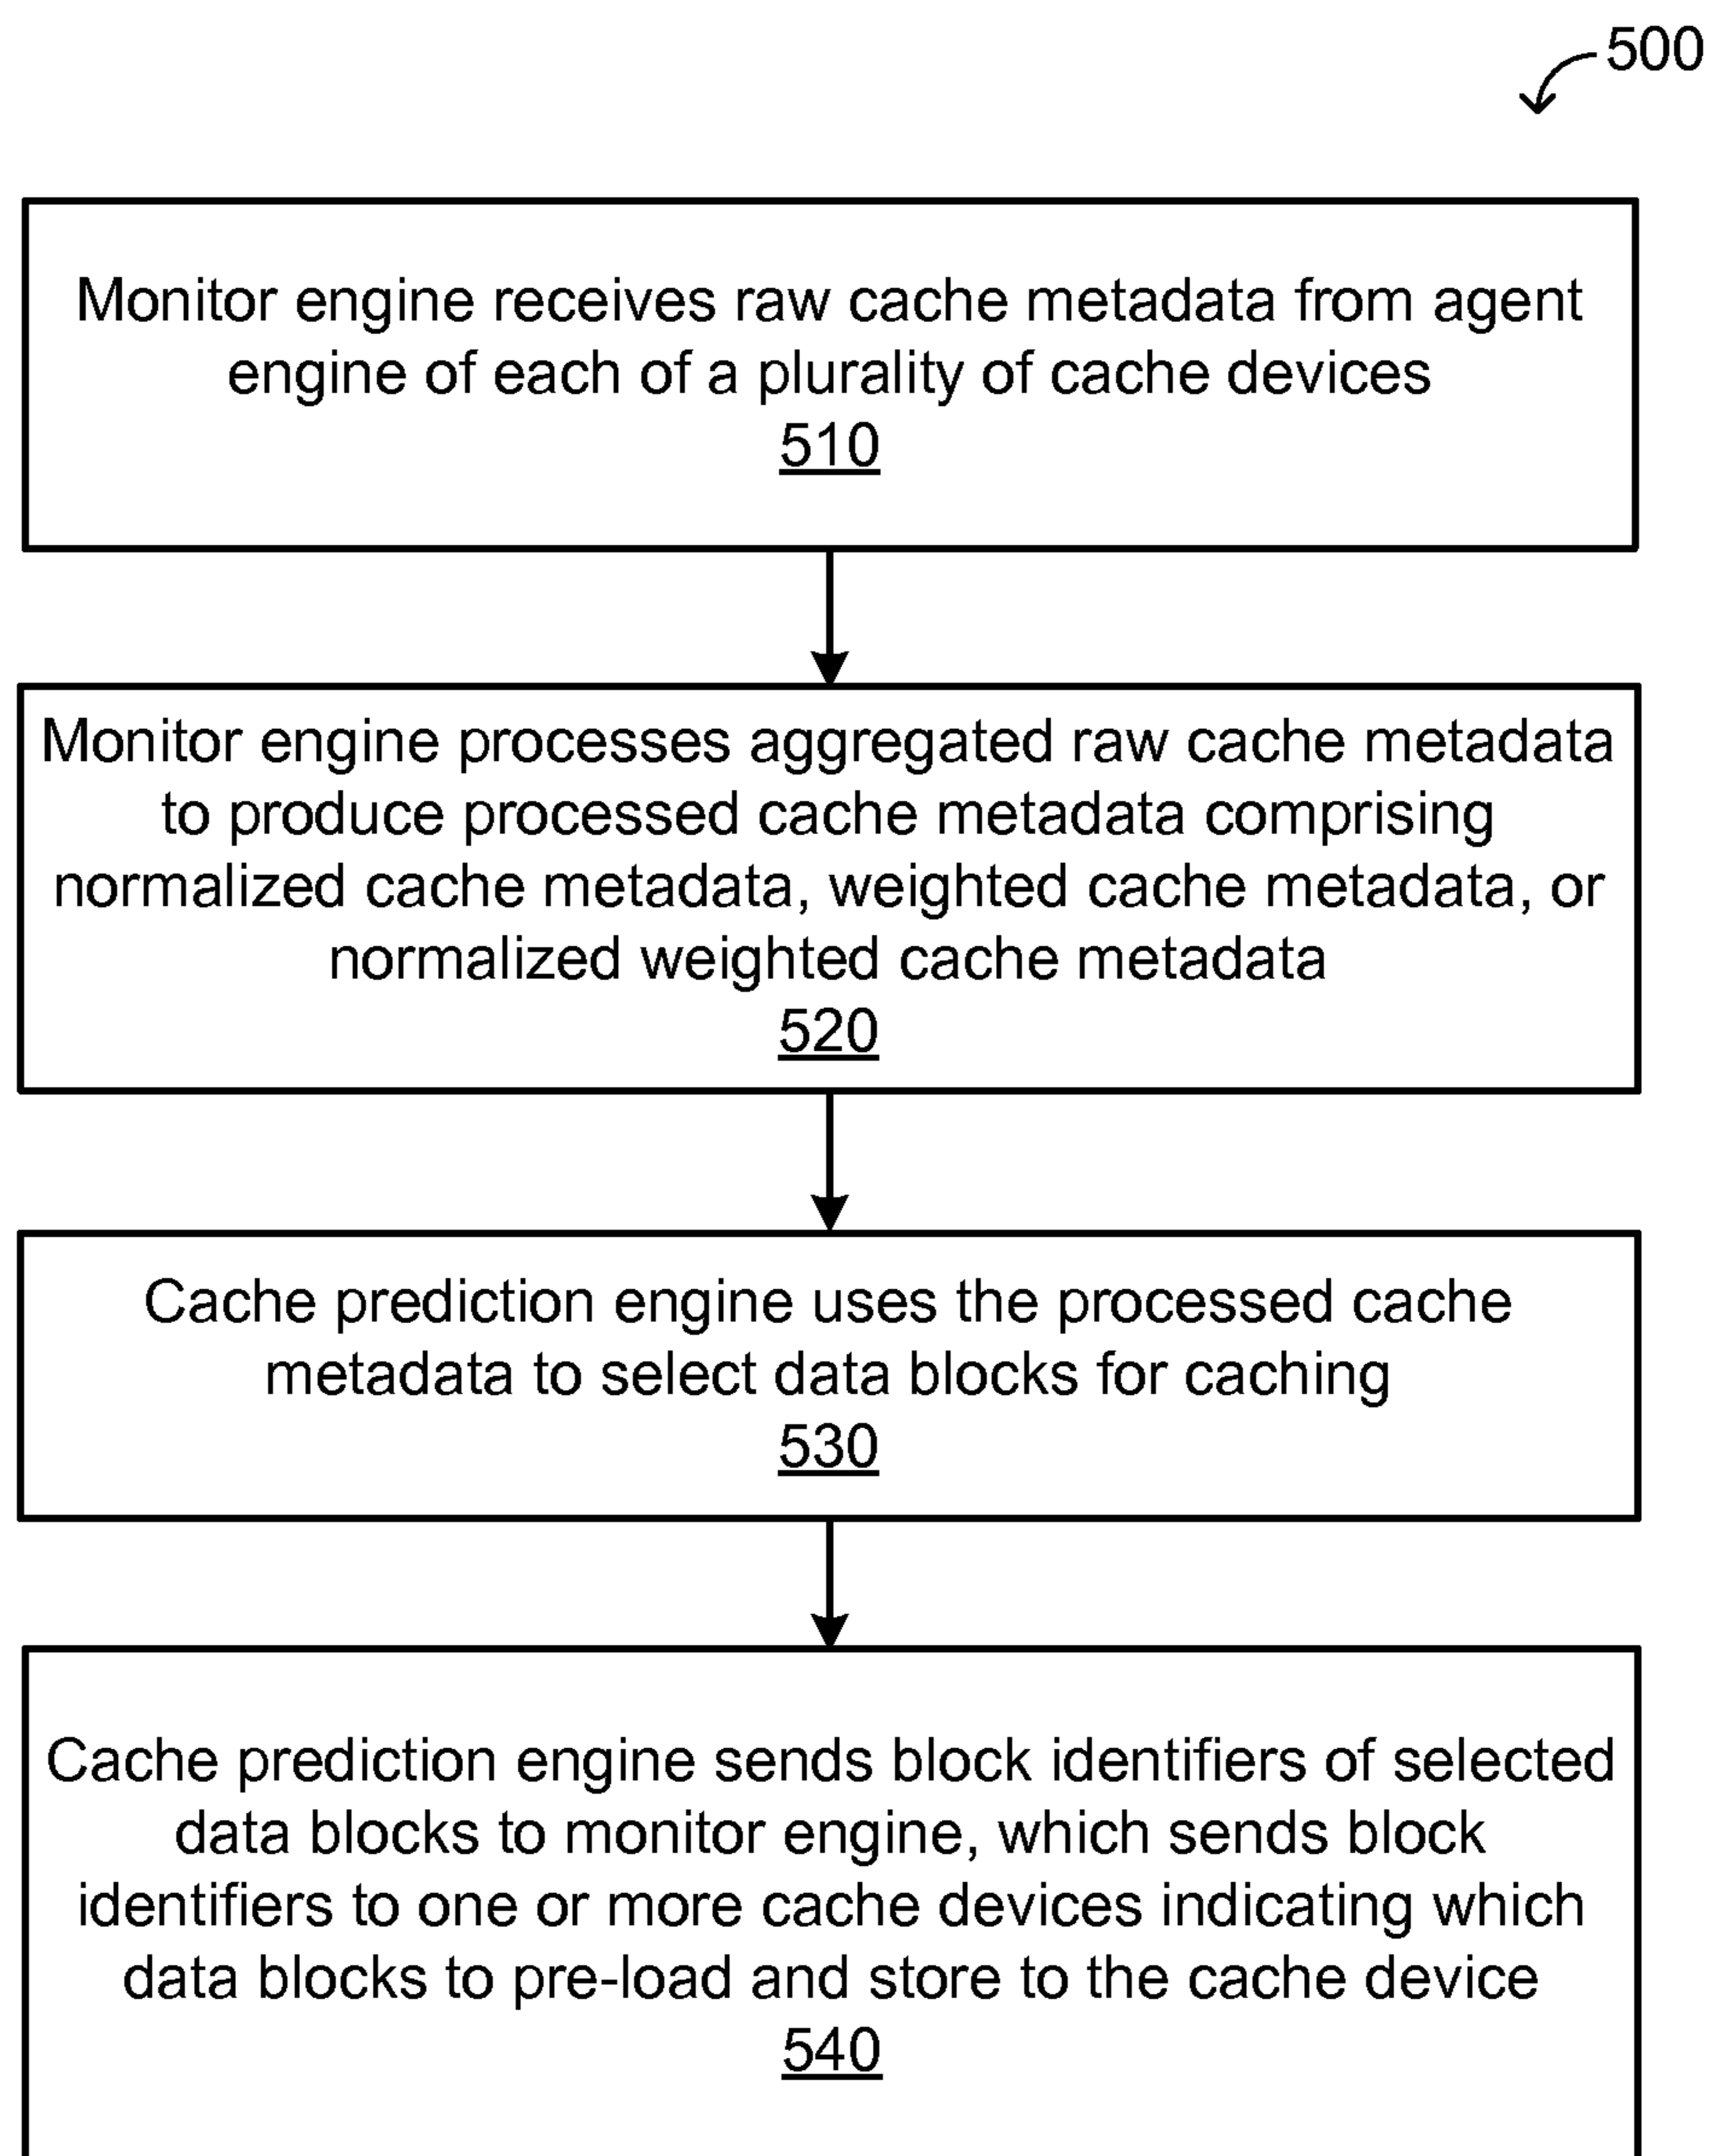 500
Monitor engine receives raw cache metadata from agent
engine of each of a plurality of cache devices
510
Monitor engine processes aggregated raw cache metadata
to produce processed cache metadata comprising
normalized cache metadata, weighted cache metadata, or
normalized weighted cache metadata
520
Cache prediction engine uses the processed cache
metadata to select data blocks for caching
530
Cache prediction engine sends block identifiers of selected
data blocks to monitor engine, which sends block
identifiers to one or more cache devices indicating which
data blocks to pre-load and store to the cache device
540